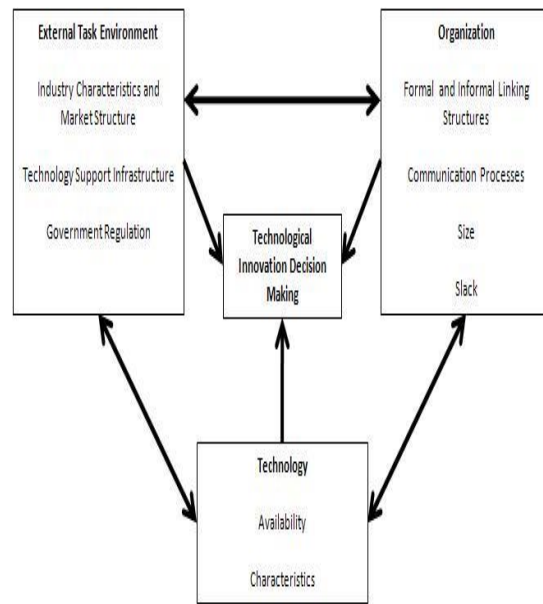 External Task Environment
Industry Characteristics and
Market Structure
Technology Support Infrastructure
Government Regulation
Organization
Formal and Informal Linking
Structures
Communication Processes
Size
Slack
Technological
Innovation Decision
Making
Technology
Availability
Characteristics